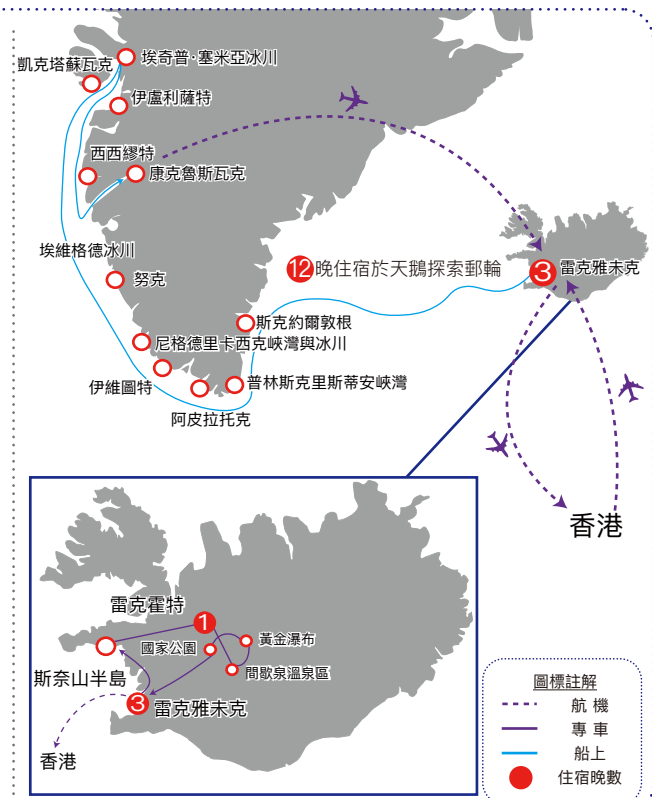 凱克塔蘇瓦克
埃奇普·塞米亞冰川
伊盧利薩特
西西繆特
康克魯斯瓦克
埃維格德冰川
努克
12晚住宿於天鵝探索郵輪
3
雷克雅未克
斯克約爾敦根
尼格德里卡西克峽灣與冰川
伊維圖特
普林斯克里斯蒂安峽灣
阿皮拉托克
香港
雷克霍特
1
黃金瀑布
國家公園
間歇泉溫泉區
斯奈山半島
3
雷克雅未克
香港
圖標註解
航機
專車
船上
住宿晚數